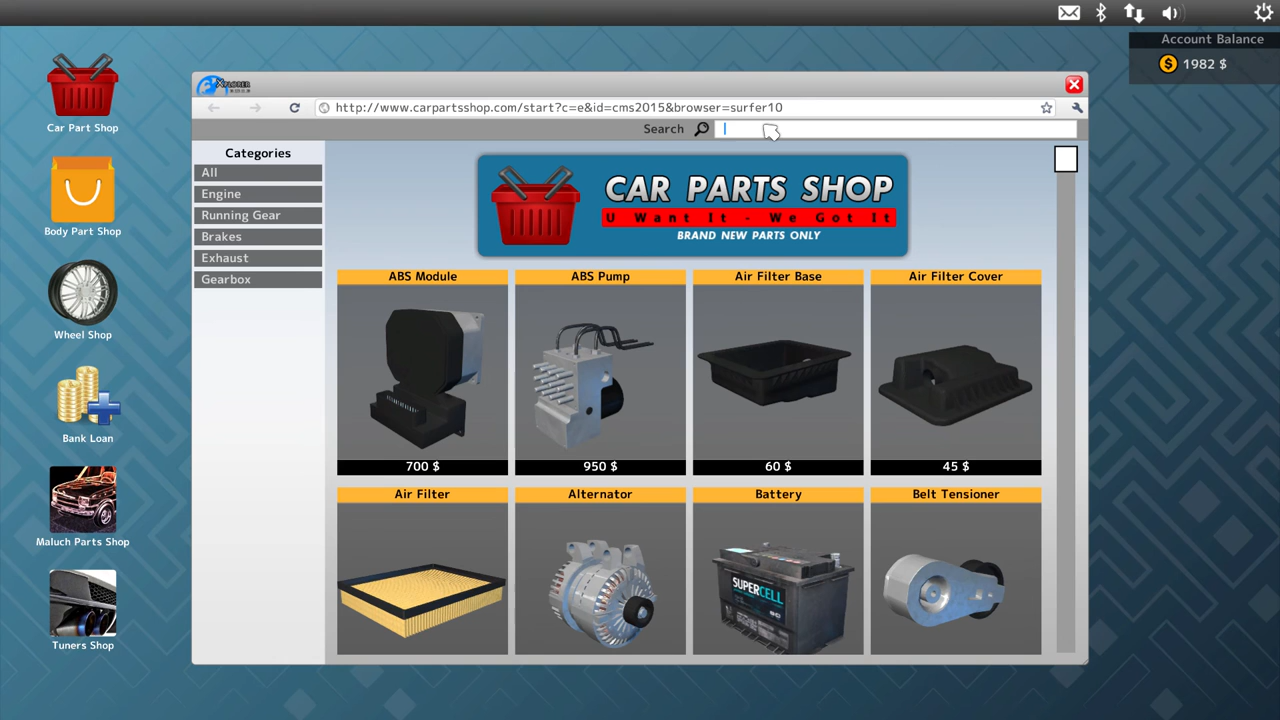 Account Balance
1982 $
Car Part Shop
Body Part Shop
Wheel Shop
Bank Loan
Maluch Parts Shop
Tuners Shop
XPLORER
http://www.carpartsshop.com/start?c=e&id=cms2015&browser=surfer10
Search
Categories
All
Engine
Running Gear
Brakes
Exhaust
Gearbox
CAR PARTS SHOP
U Want It - We Got It
BRAND NEW PARTS ONLY
ABS Module
ABS Pump
Air Filter Base
Air Filter Cover
700 $
950 $
60 $
45 $
Air Filter
Alternator
Battery
Belt Tensioner
SUPERCELL